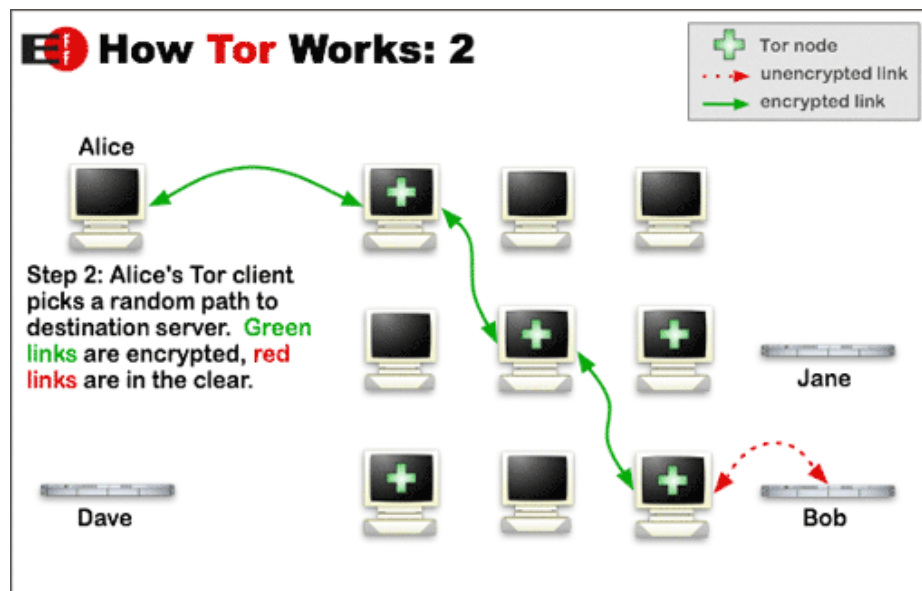 EFF How Tor Works: 2
Tor node
unencrypted link
encrypted link
Alice
Step 2: Alice's Tor client
picks a random path to
destination server. Green
links are encrypted, red
links are in the clear.
Jane
Dave
Bob